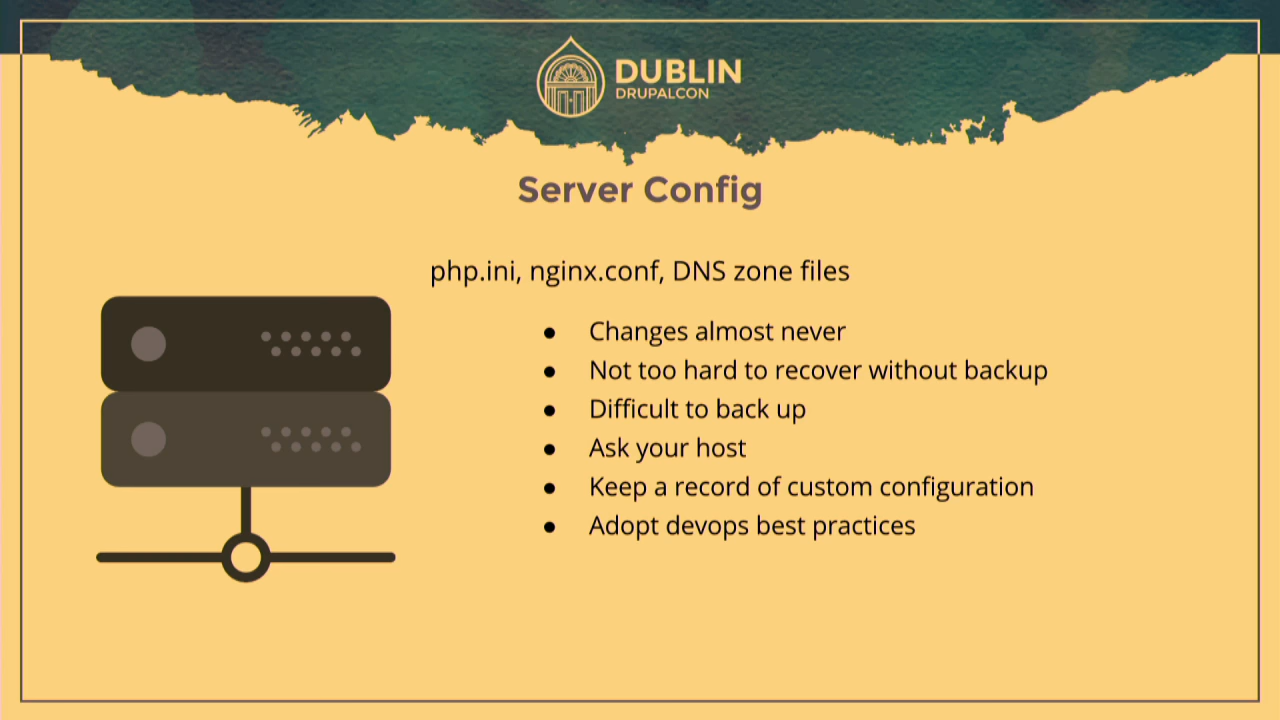 DUBLIN
DRUPALCON
Server Config
php.ini, nginx.conf, DNS zone files
● Changes almost never
● Not too hard to recover without backup
● Difficult to back up
● Ask your host
● Keep a record of custom configuration
● Adopt devops best practices